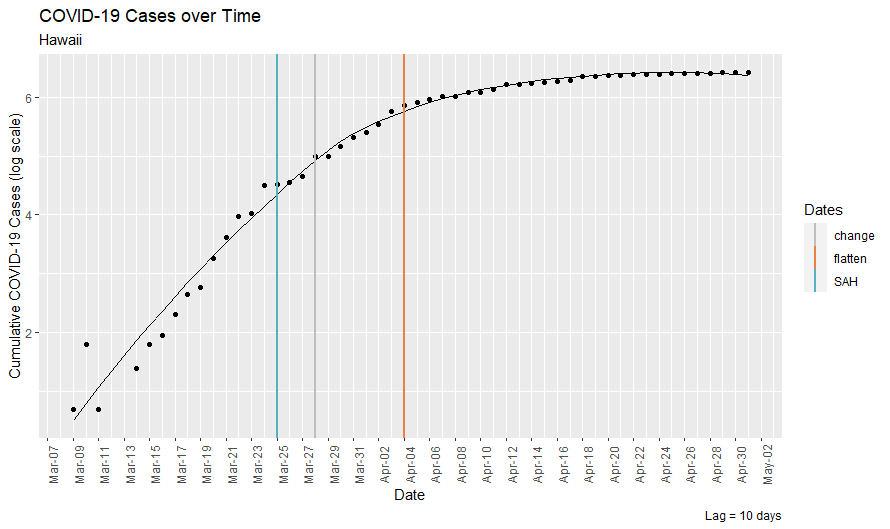 COVID-19 Cases over Time
Hawaii
Cumulative COVID-19 Cases (log scale)
6
4
2
Mar-07
Mar-09
Mar-11
Mar-13
Mar-15
Mar-17
Mar-19
Mar-21
Mar-23
Mar-25
Mar-27
Mar-29
Mar-31
Apr-02
Apr-04
Apr-06
Apr-08
Apr-10
Apr-12
Apr-14
Apr-16
Apr-18
Apr-20
Apr-22
Apr-24
Apr-26
Apr-28
Apr-30
May-02
Date
Dates
change
flatten
SAH
Lag = 10 days